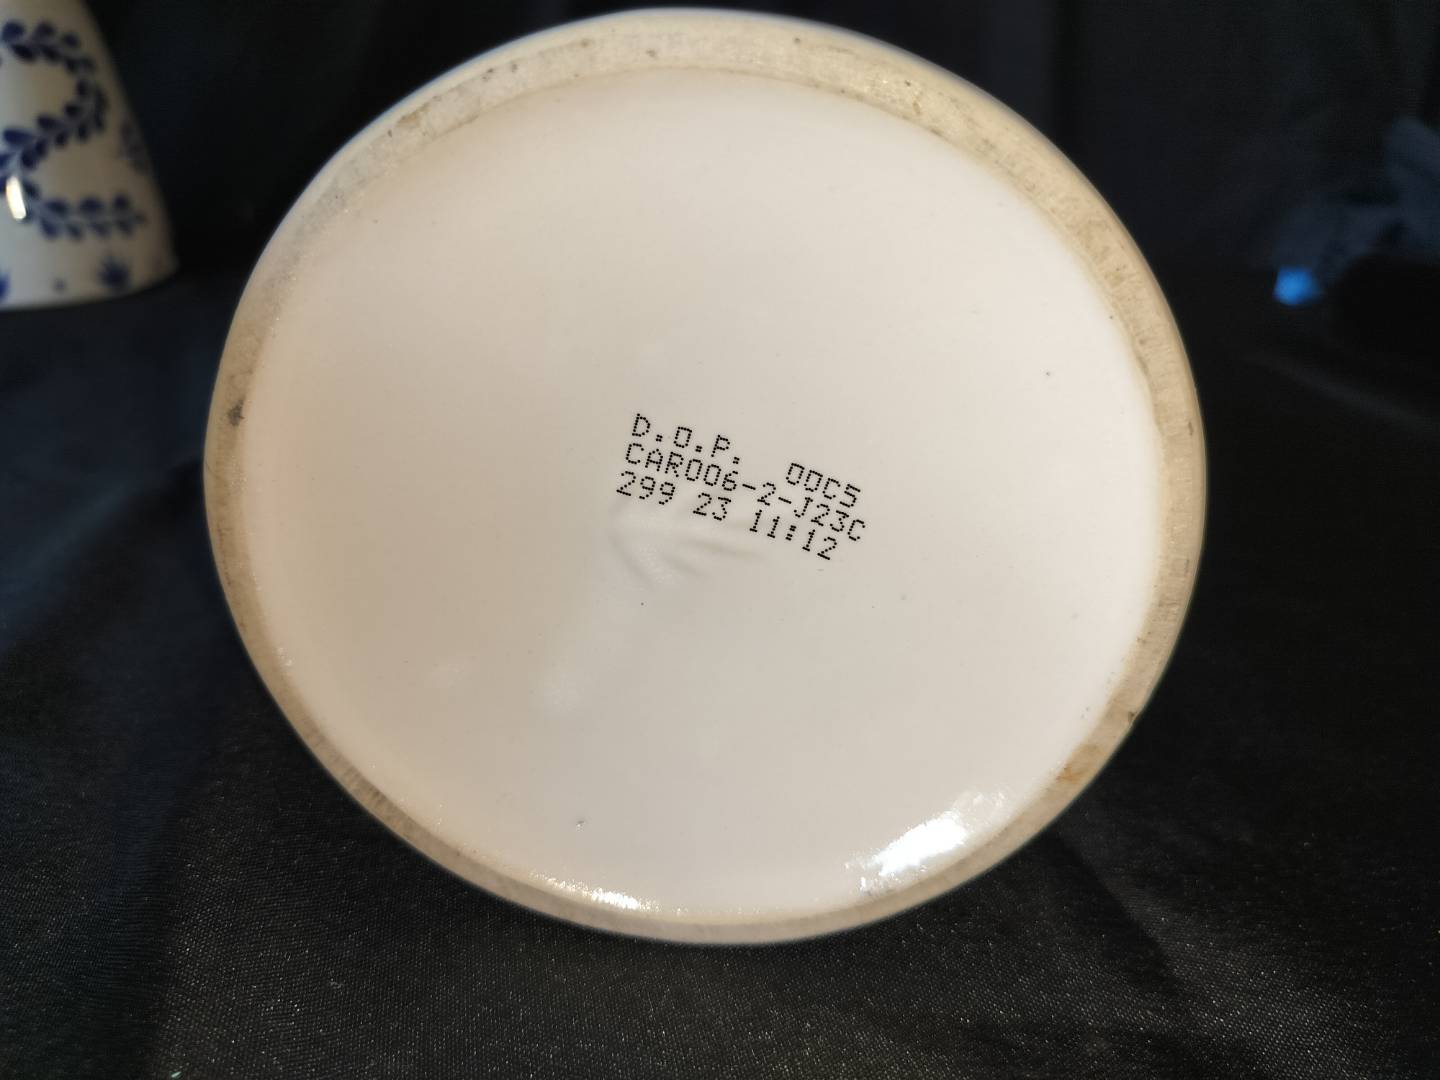 D.O.P. 00C5
CAR006-2-J23C
299 23 11:12